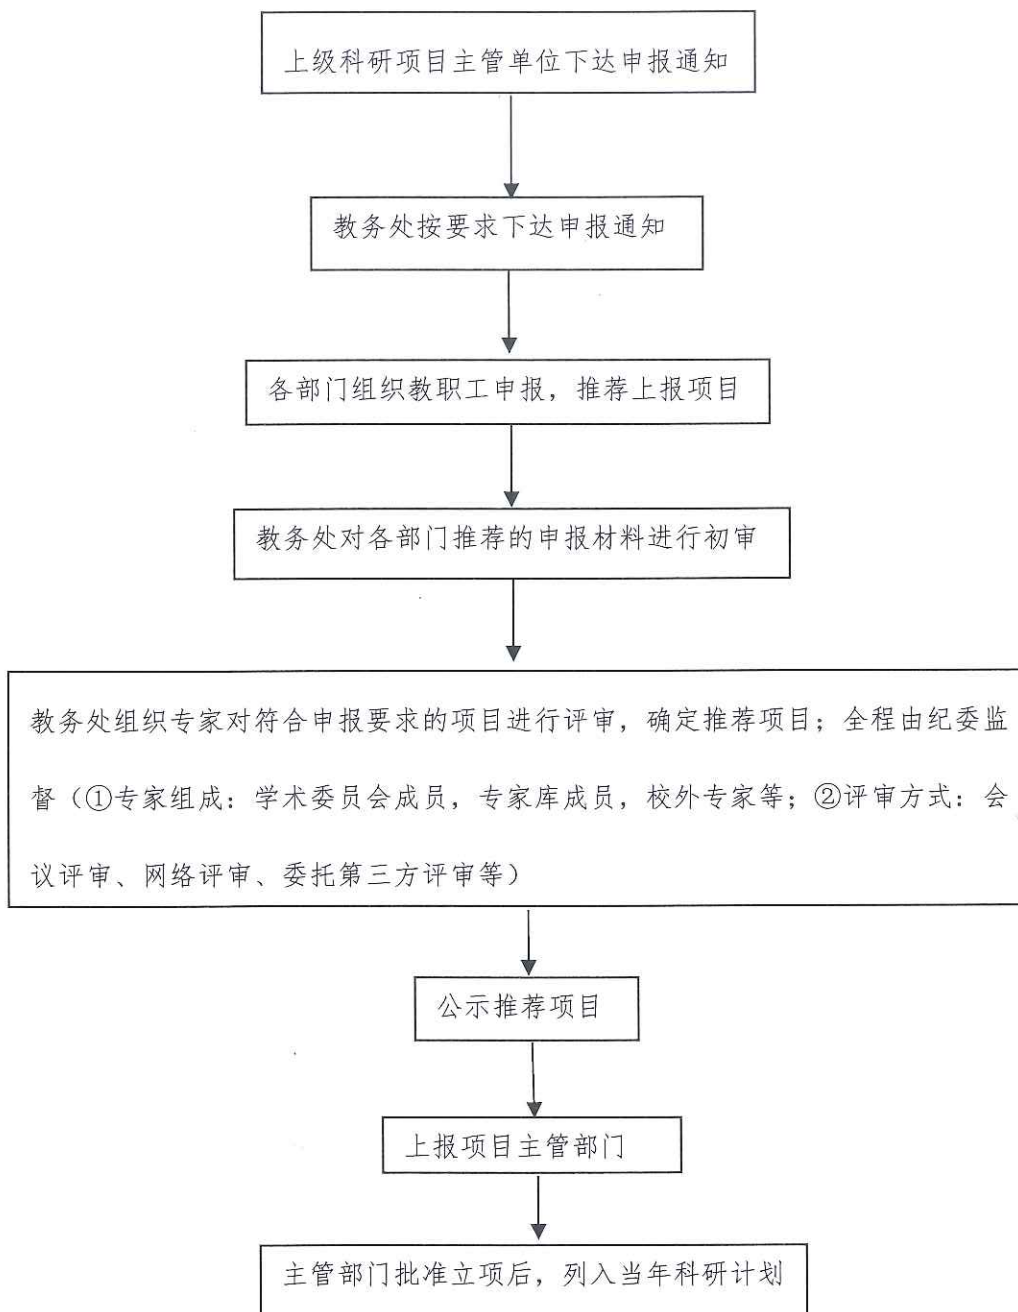 上级科研项目主管单位下达申报通知
教务处按要求下达申报通知
各部门组织教职工申报，推荐上报项目
教务处对各部门推荐的申报材料进行初审
教务处组织专家对符合申报要求的项目进行评审，确定推荐项目；全程由纪委监
督（①专家组成：学术委员会成员，专家库成员，校外专家等；②评审方式：会
议评审、网络评审、委托第三方评审等）
公示推荐项目
上报项目主管部门
主管部门批准立项后，列入当年科研计划